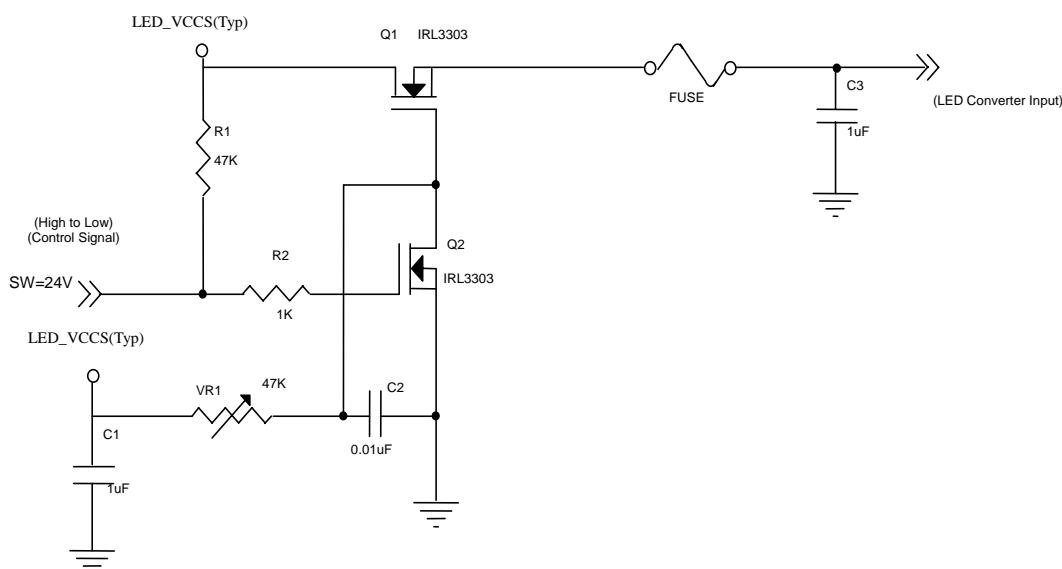 LED_VCCS(Typ)
Q1 IRL3303
FUSE
C3
1uF
(LED Converter Input)
R1
47K
(High to Low)
(Control Signal)
SW=24V
R2
1K
Q2
IRL3303
LED_VCCS(Typ)
VR1 47K
C2
0.01uF
C1
1uF